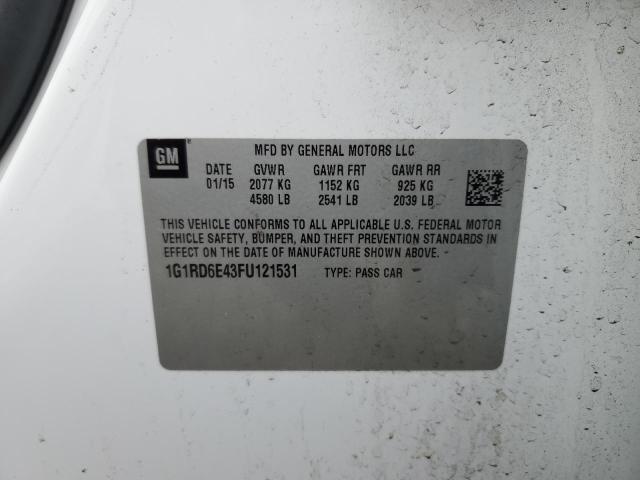 GM ®
MFD BY GENERAL MOTORS LLC
DATE GVWR GAWR FRT GAWR RR
01/15 2077 KG 1152 KG 925 KG
4580 LB 2541 LB 2039 LB
THIS VEHICLE CONFORMS TO ALL APPLICABLE U.S. FEDERAL MOTOR
VEHICLE SAFETY, BUMPER, AND THEFT PREVENTION STANDARDS IN
EFFECT ON THE DATE OF MANUFACTURE SHOWN ABOVE.
1G1RD6E43FU121531 TYPE: PASS CAR